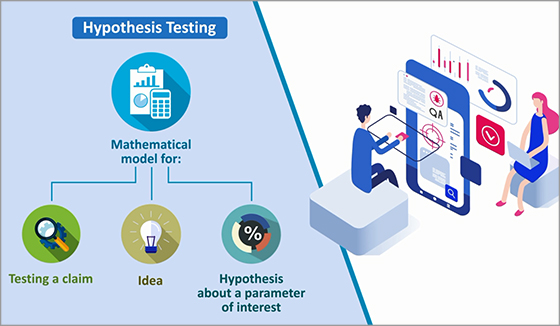 Hypothesis Testing
Mathematical
model for:
Testing a claim
Idea
%
Hypothesis
about a parameter
of interest
QA